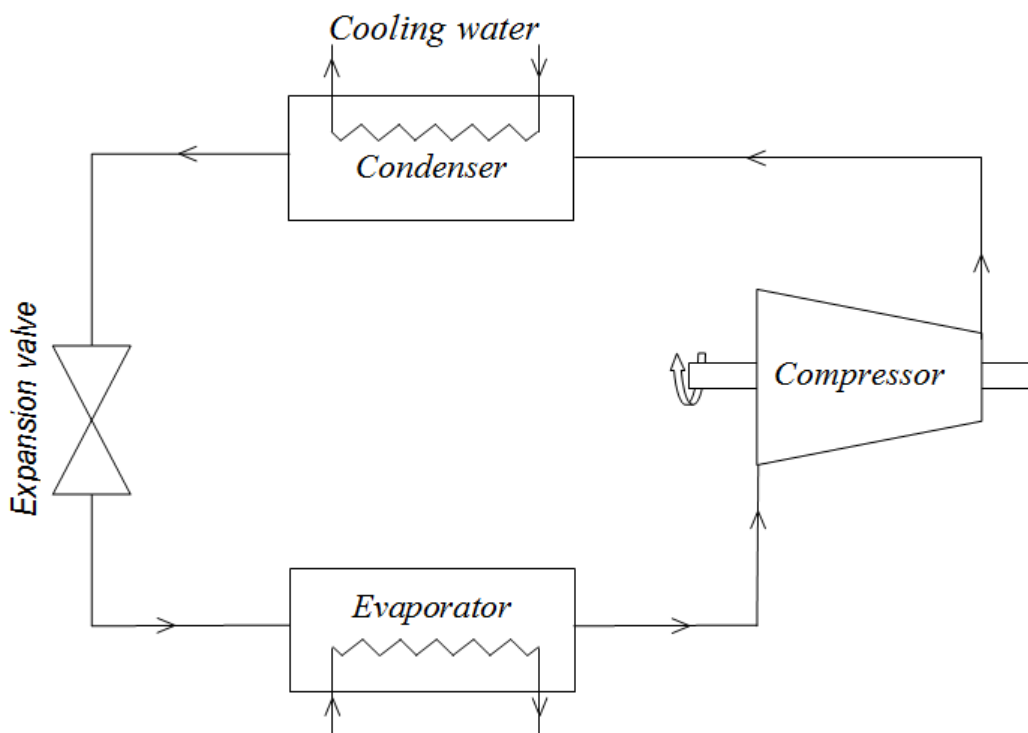 Cooling water
Condenser
Expansion valve
Compressor
Evaporator